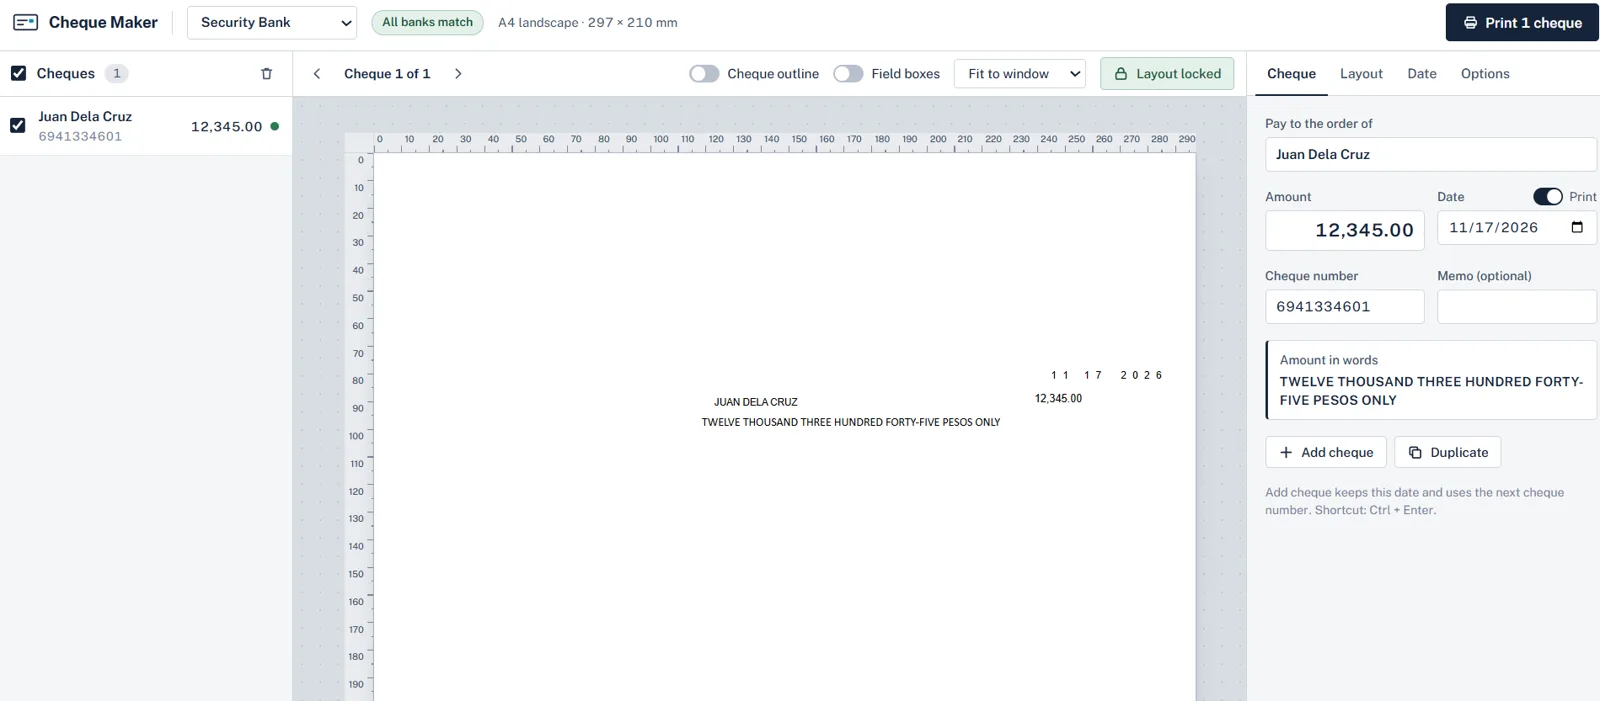 Cheque Maker
Security Bank
All banks match
A4 landscape · 297 × 210 mm
Print 1 cheque
Cheques 1
Cheque 1 of 1
Cheque outline
Field boxes
Fit to window
Layout locked
Cheque Layout Date Options
Juan Dela Cruz
6941334601
12,345.00
0 10 20 30 40 50 60 70 80 90 100 110 120 130 140 150 160 170 180 190 200 210 220 230 240 250 260 270 280 290
0
10
20
30
40
50
60
70
80
90
100
110
120
130
140
150
160
170
180
190
11 17 2026
JUAN DELA CRUZ
12,345.00
TWELVE THOUSAND THREE HUNDRED FORTY-FIVE PESOS ONLY
Pay to the order of
Juan Dela Cruz
Amount
Date
Print
12,345.00
11/17/2026
Cheque number
Memo (optional)
6941334601
Amount in words
TWELVE THOUSAND THREE HUNDRED FORTY-
FIVE PESOS ONLY
Add cheque
Duplicate
Add cheque keeps this date and uses the next cheque
number. Shortcut: Ctrl + Enter.